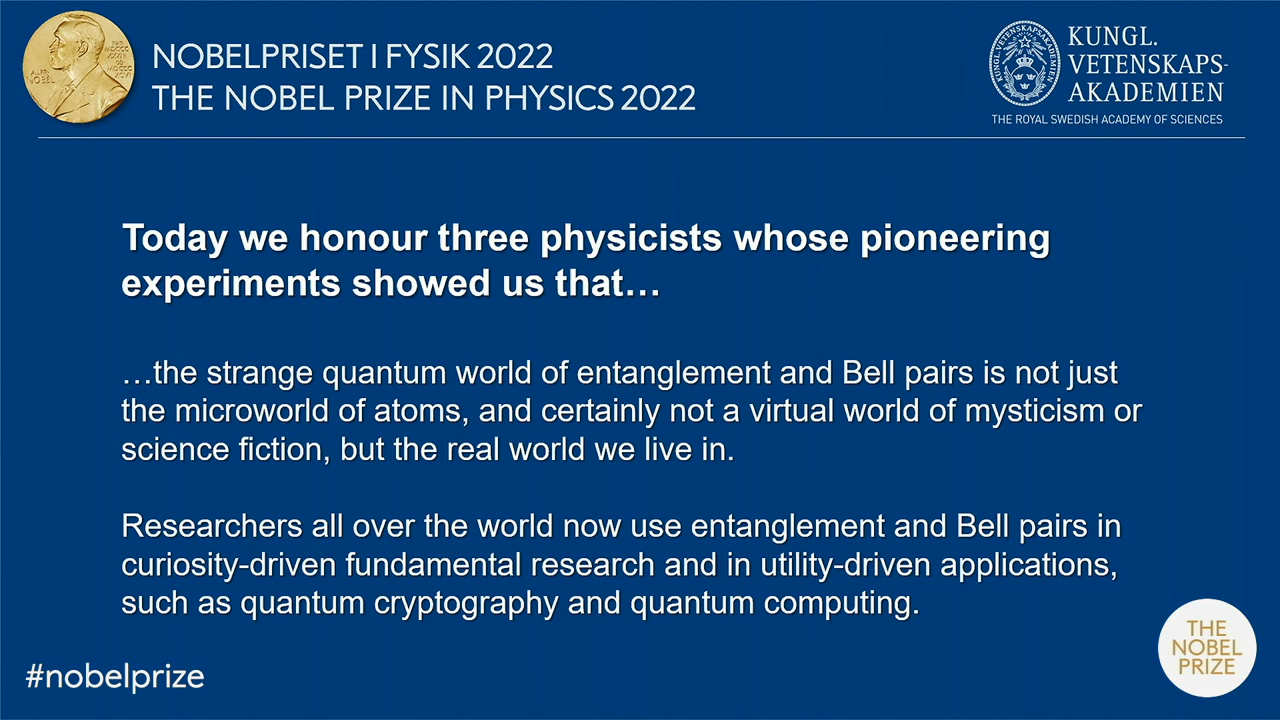 NOBELPRISET I FYSIK 2022
THE NOBEL PRIZE IN PHYSICS 2022
KUNGL.
VETENSKAPS-
AKADEMIEN
THE ROYAL SWEDISH ACADEMY OF SCIENCES
Today we honour three physicists whose pioneering
experiments showed us that…
…the strange quantum world of entanglement and Bell pairs is not just
the microworld of atoms, and certainly not a virtual world of mysticism or
science fiction, but the real world we live in.
Researchers all over the world now use entanglement and Bell pairs in
curiosity-driven fundamental research and in utility-driven applications,
such as quantum cryptography and quantum computing.
#nobelprize
THE
NOBEL
PRIZE